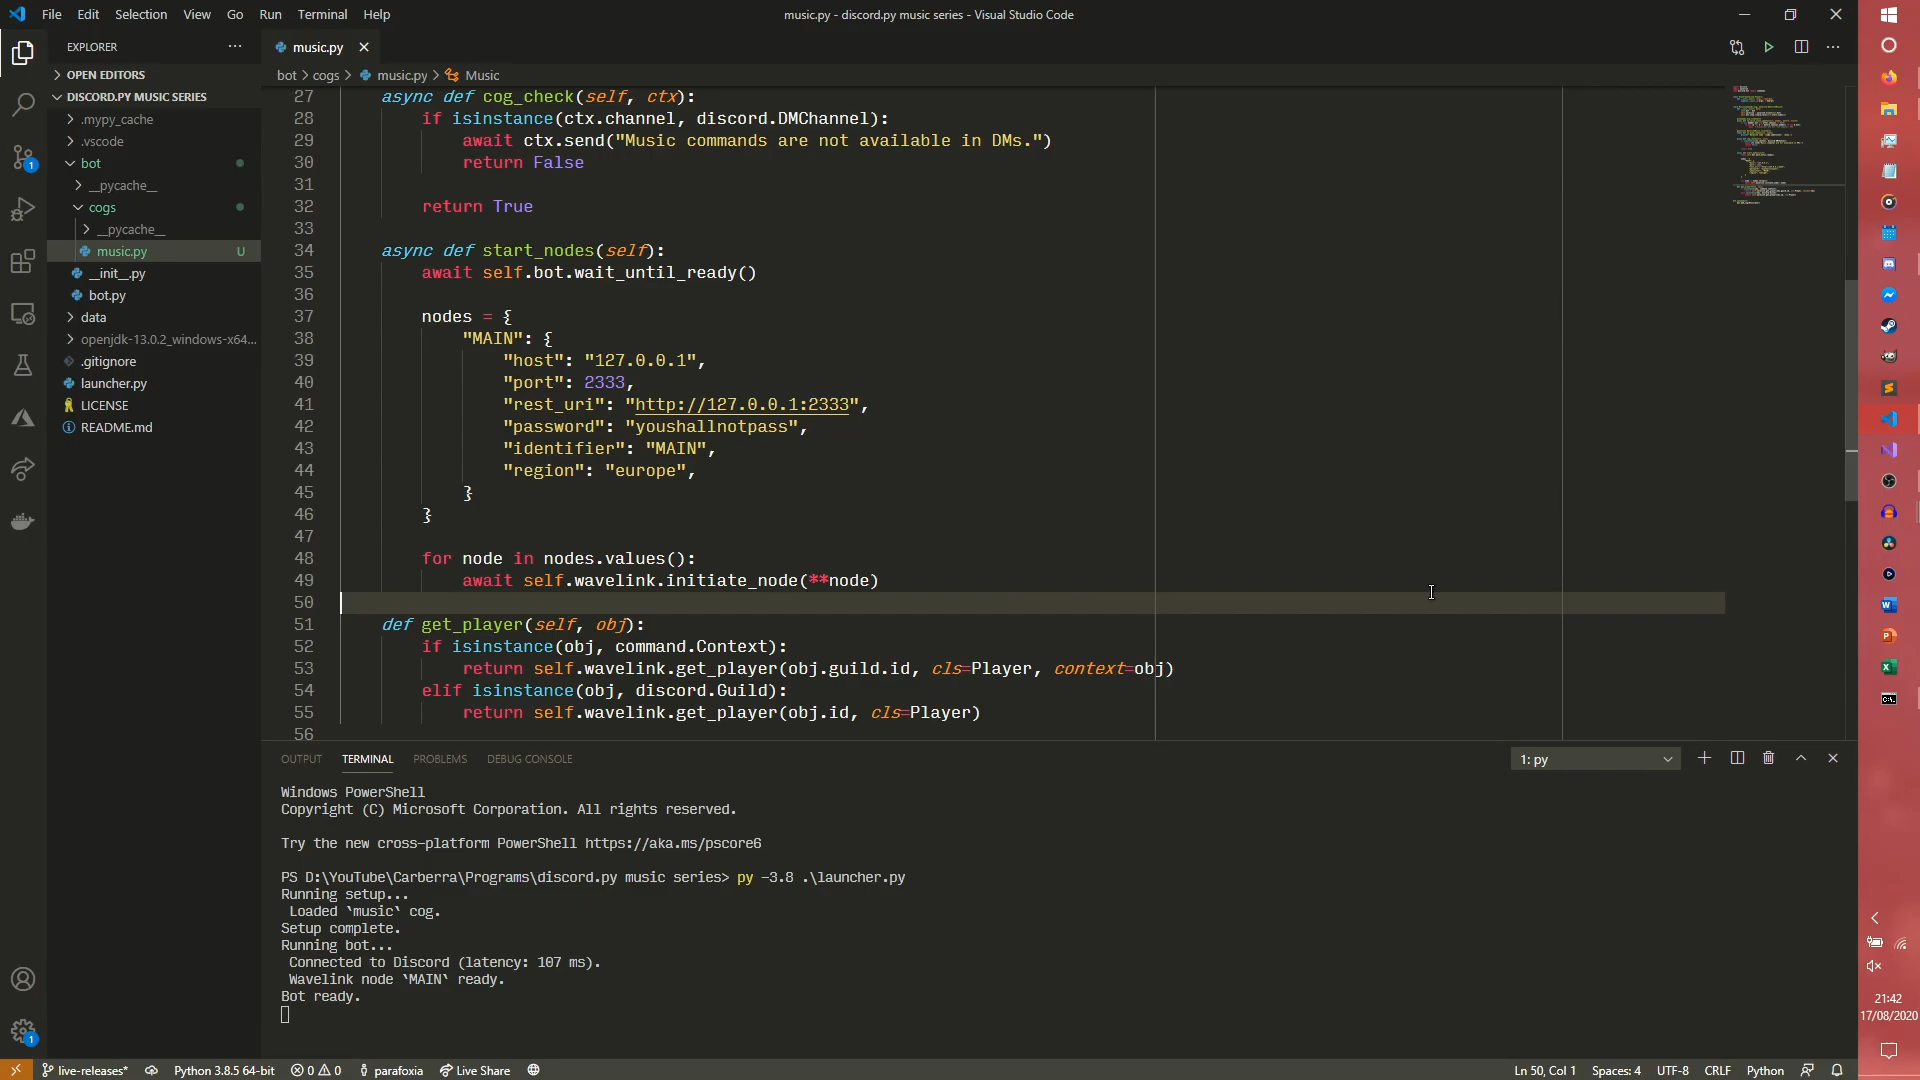 File Edit Selection View Go Run Terminal Help
music.py - discord.py music series - Visual Studio Code
EXPLORER
OPEN EDITORS
DISCORD.PY MUSIC SERIES
.mypy_cache
.vscode
bot
__pycache__
cogs
__pycache__
music.py U
__init__.py
bot.py
data
openjdk-13.0.2_windows-x64...
.gitignore
launcher.py
LICENSE
README.md
1
1
music.py
bot > cogs > music.py > Music
27 async def cog_check(self, ctx):
28 if isinstance(ctx.channel, discord.DMChannel):
29 await ctx.send("Music commands are not available in DMs.")
30 return False
31
32 return True
33
34 async def start_nodes(self):
35 await self.bot.wait_until_ready()
36
37 nodes = {
38 "MAIN": {
39 "host": "127.0.0.1",
40 "port": 2333,
41 "rest_uri": "http://127.0.0.1:2333",
42 "password": "youshallnotpass",
43 "identifier": "MAIN",
44 "region": "europe",
45 }
46 }
47
48 for node in nodes.values():
49 await self.wavelink.initiate_node(**node)
50
51 def get_player(self, obj):
52 if isinstance(obj, command.Context):
53 return self.wavelink.get_player(obj.guild.id, cls=Player, context=obj)
54 elif isinstance(obj, discord.Guild):
55 return self.wavelink.get_player(obj.id, cls=Player)
56
OUTPUT TERMINAL PROBLEMS DEBUG CONSOLE
1: py
Windows PowerShell
Copyright (C) Microsoft Corporation. All rights reserved.
Try the new cross-platform PowerShell https://aka.ms/pscore6
PS D:\YouTube\Carberra\Programs\discord.py music series> py -3.8 .\launcher.py
Running setup...
Loaded `music` cog.
Setup complete.
Running bot...
Connected to Discord (latency: 107 ms).
Wavelink node `MAIN` ready.
Bot ready.
live-releases* Python 3.8.5 64-bit 0 0 parafoxia Live Share
Ln 50, Col 1 Spaces: 4 UTF-8 CRLF Python
21:42
17/08/2020